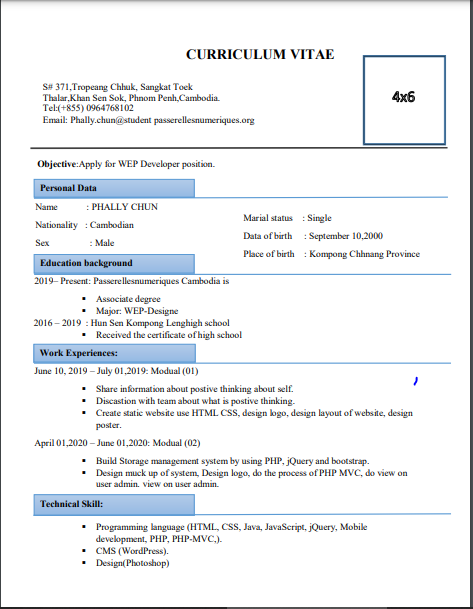 CURRICULUM VITAE
4x6
S# 371,Tropeang Chhuk, Sangkat Toek
Thalar,Khan Sen Sok, Phnom Penh,Cambodia.
Tel:(+855) 0964768102
Email: Phally.chun@student passerellesnumeriques.org
Objective:Apply for WEP Developer position.
Personal Data
Name : PHALLY CHUN
Nationality : Cambodian
Sex : Male
Marial status : Single
Data of birth : September 10,2000
Place of birth : Kompong Chhnang Province
Education background
2019– Present: Passerellesnumeriques Cambodia is
▪ Associate degree
▪ Major: WEP-Designe
2016 – 2019 : Hun Sen Kompong Lenghigh school
▪ Received the certificate of high school
Work Experiences:
June 10, 2019 – July 01,2019: Modual (01)
▪ Share information about postive thinking about self.
▪ Discastion with team about what is postive thinking.
▪ Create static website use HTML CSS, design logo, design layout of website, design
poster.
April 01,2020 – June 01,2020: Modual (02)
▪ Build Storage management system by using PHP, jQuery and bootstrap.
▪ Design muck up of system, Design logo, do the process of PHP MVC, do view on
user admin. view on user admin.
Technical Skill:
▪ Programming language (HTML, CSS, Java, JavaScript, jQuery, Mobile
development, PHP, PHP-MVC,).
▪ CMS (WordPress).
▪ Design(Photoshop)